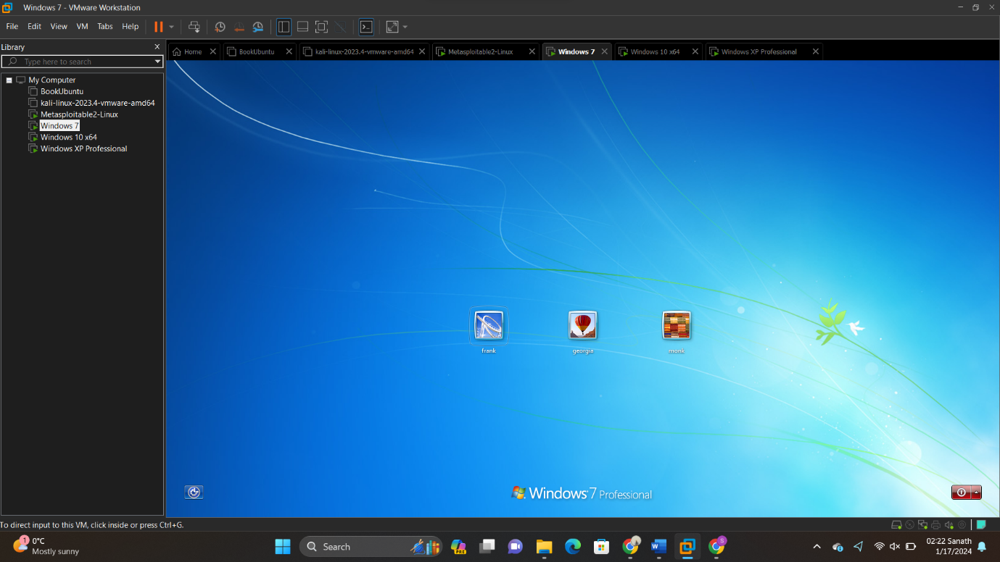 Windows 7 - VMware Workstation
File Edit View VM Tabs Help
Library
Type here to search
Home BookUbuntu kali-linux-2023.4-vmware-amd64 Metasploitable2-Linux Windows 7 Windows 10 x64 Windows XP Professional
My Computer
BookUbuntu
kali-linux-2023.4-vmware-amd64
Metasploitable2-Linux
Windows 7
Windows 10 x64
Windows XP Professional
frank georgia monk
Windows 7 Professional
To direct input to this VM, click inside or press Ctrl+G.
1
0°C
Mostly sunny
Search
PRE
W
S
02:22 Sanath
1/17/2024